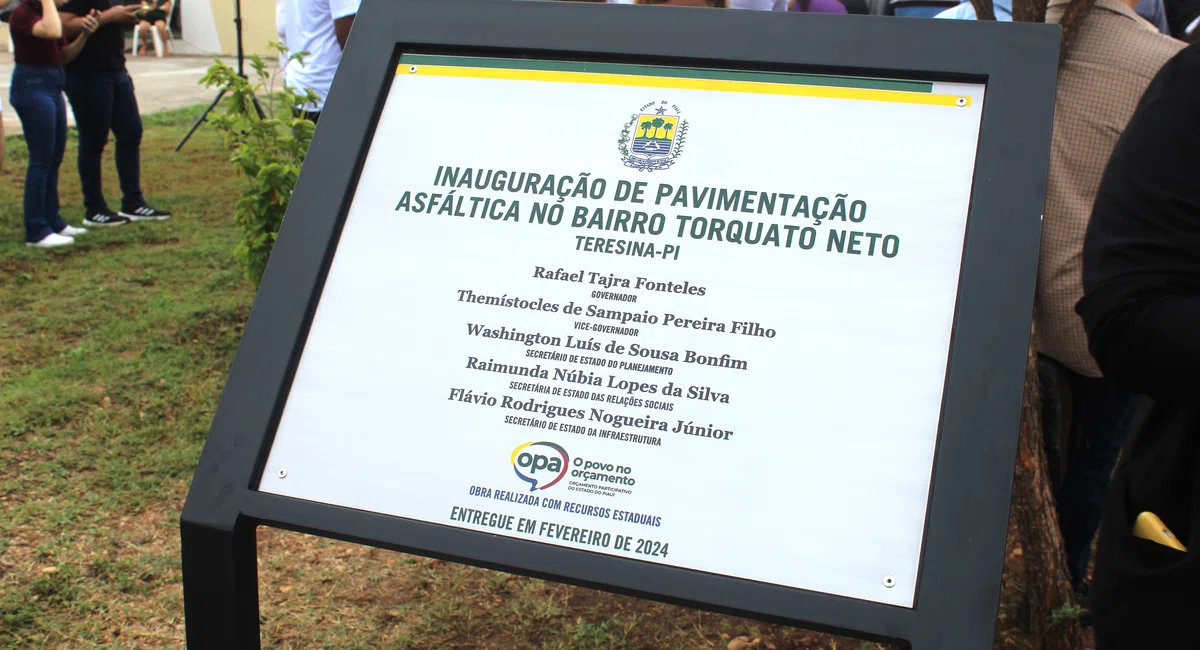 ESTADO DO PIAUÍ
INAUGURAÇÃO DE PAVIMENTAÇÃO
ASFÁLTICA NO BAIRRO TORQUATO NETO
TERESINA-PI
Rafael Tajra Fonteles
GOVERNADOR
Themístocles de Sampaio Pereira Filho
VICE-GOVERNADOR
Washington Luís de Sousa Bonfim
SECRETÁRIO DE ESTADO DO PLANEJAMENTO
Raimunda Núbia Lopes da Silva
SECRETÁRIA DE ESTADO DAS RELAÇÕES SOCIAIS
Flávio Rodrigues Nogueira Júnior
SECRETÁRIO DE ESTADO DA INFRAESTRUTURA
opa
O povo no
orçamento
ORÇAMENTO PARTICIPATIVO
DO ESTADO DO PIAUÍ
OBRA REALIZADA COM RECURSOS ESTADUAIS
ENTREGUE EM FEVEREIRO DE 2024